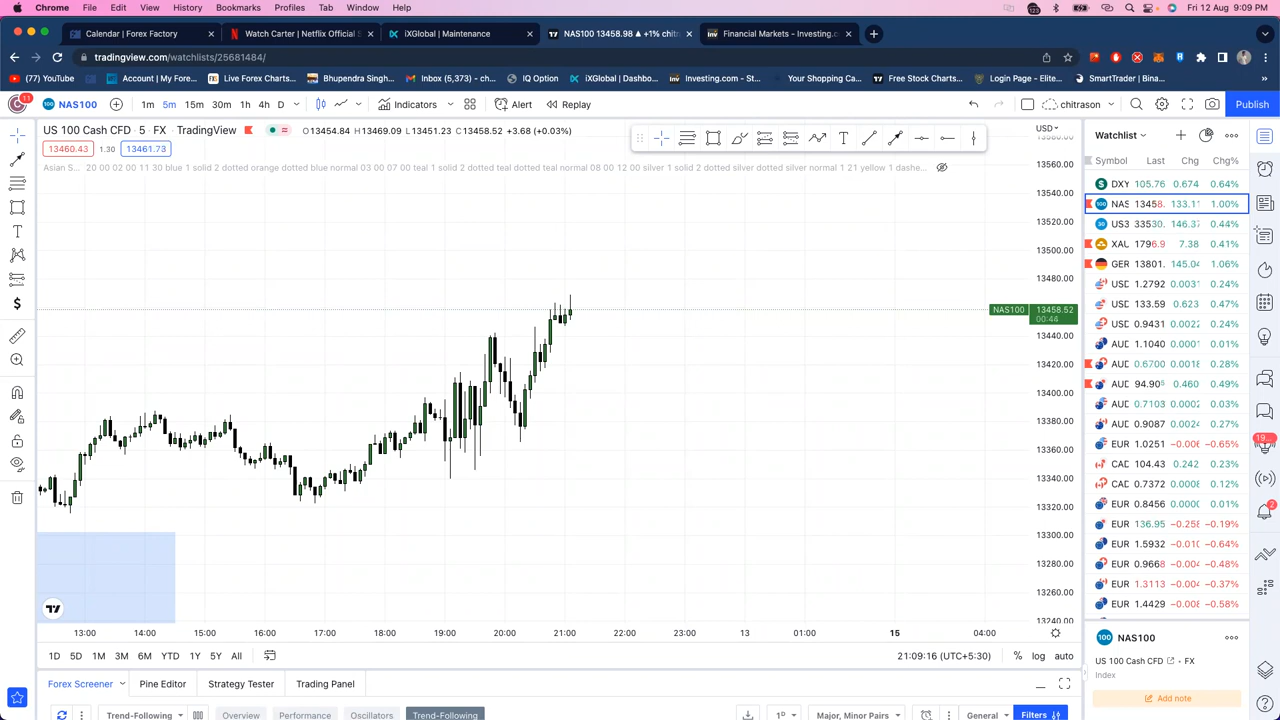 Chrome File Edit View History Bookmarks Profiles Tab Window Help 123 Fri 12 Aug 9:09 PM
Calendar | Forex Factory Watch Carter | Netflix Official S iXGlobal | Maintenance NAS100 13458.98 ▲ +1% chitr Financial Markets - Investing.c
tradingview.com/watchlists/25681484/
(77) YouTube Account | My Fore... Live Forex Charts... Bhupendra Singh... Inbox (5,373) - ch... IQ Option iXGlobal | Dashbo... Investing.com - St... Your Shopping Ca... Free Stock Charts... Login Page - Elite... SmartTrader | Bina... »
11 NAS100 1m 5m 15m 30m 1h 4h D Indicators Alert Replay chitrason Publish
US 100 Cash CFD • 5 • FX • TradingView O13454.84 H13469.09 L13451.23 C13458.52 +3.68 (+0.03%)
13460.43 1.30 13461.73
Asian S... 20 00 02 00 11 30 blue 1 solid 2 dotted orange dotted blue normal 03 00 07 00 teal 1 solid 2 dotted teal dotted teal normal 08 00 12 00 silver 1 solid 2 dotted silver dotted silver normal 1 21 yellow 1 dashe...
USD
13580.00
13560.00
13540.00
13520.00
13500.00
13480.00
NAS100 13458.52
00:44
13440.00
13420.00
13400.00
13380.00
13360.00
13340.00
13320.00
13300.00
13280.00
13260.00
13240.00
13:00 14:00 15:00 16:00 17:00 18:00 19:00 20:00 21:00 22:00 23:00 13 01:00 15 04:00
1D 5D 1M 3M 6M YTD 1Y 5Y All 21:09:16 (UTC+5:30) % log auto
Forex Screener Pine Editor Strategy Tester Trading Panel
Trend-Following Overview Performance Oscillators Trend-Following 1D Major, Minor Pairs General Filters
Watchlist
Symbol Last Chg Chg%
DXY 105.76 0.674 0.64%
NAS 13458. 133.11 1.00%
US3 33530. 146.37 0.44%
XAU 1796.9 7.38 0.41%
GER 13801. 145.04 1.06%
USD 1.2792 0.0031 0.24%
USD 133.59 0.623 0.47%
USD 0.9431 0.0022 0.24%
AUD 1.1040 0.0001 0.01%
AUD 0.6700 0.0018 0.28%
AUD 94.905 0.460 0.49%
AUD 0.7103 0.0002 0.03%
AUD 0.9087 0.0024 0.27%
EUR 1.0251 −0.006 −0.65%
CAD 104.43 0.242 0.23%
CAD 0.7372 0.0008 0.12%
EUR 0.8456 0.0000 0.01%
EUR 136.95 −0.258 −0.19%
EUR 1.5932 −0.010 −0.64%
EUR 0.9668 −0.004 −0.48%
EUR 1.3113 −0.004 −0.37%
EUR 1.4429 −0.008 −0.58%
100 NAS100
US 100 Cash CFD • FX
Index
Add note
19...
2